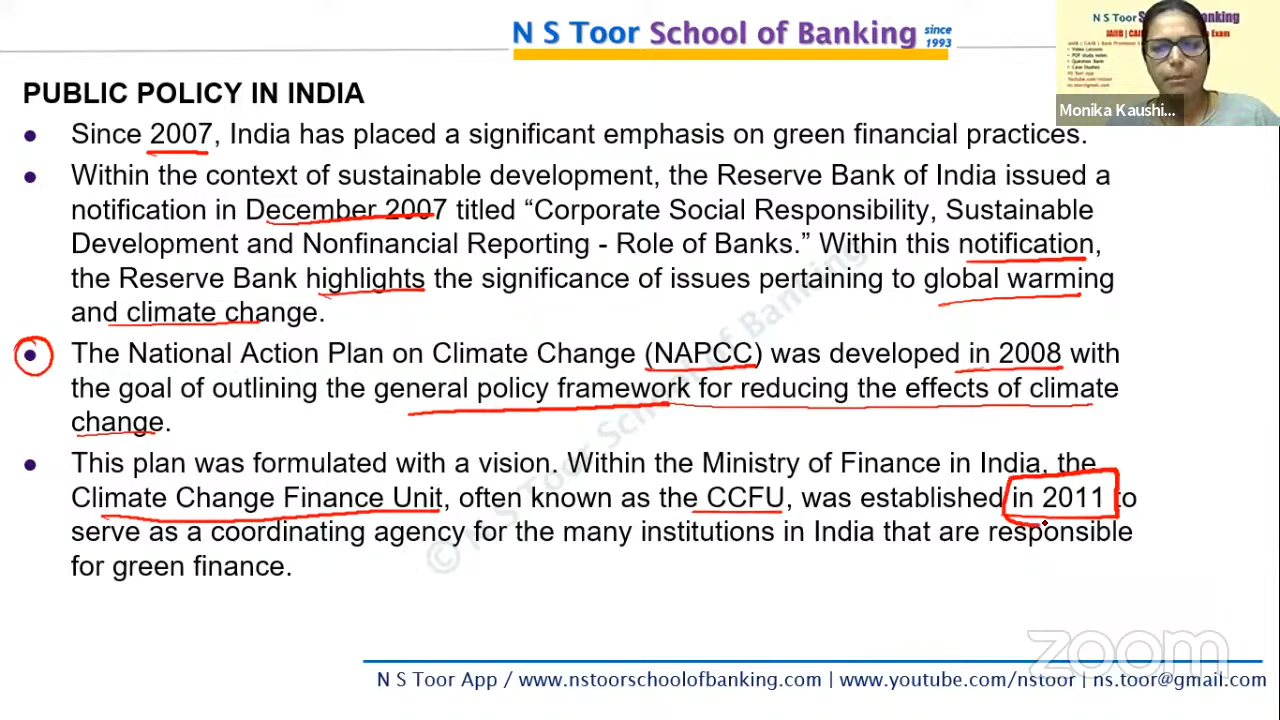 N S Toor School of Banking since 1993
PUBLIC POLICY IN INDIA
Since 2007, India has placed a significant emphasis on green financial practices.
Within the context of sustainable development, the Reserve Bank of India issued a
notification in December 2007 titled “Corporate Social Responsibility, Sustainable
Development and Nonfinancial Reporting - Role of Banks.” Within this notification,
the Reserve Bank highlights the significance of issues pertaining to global warming
and climate change.
The National Action Plan on Climate Change (NAPCC) was developed in 2008 with
the goal of outlining the general policy framework for reducing the effects of climate
change.
This plan was formulated with a vision. Within the Ministry of Finance in India, the
Climate Change Finance Unit, often known as the CCFU, was established in 2011 to
serve as a coordinating agency for the many institutions in India that are responsible
for green finance.
Monika Kaushi...
zoom
N S Toor App / www.nstoorschoolofbanking.com | www.youtube.com/nstoor | ns.toor@gmail.com